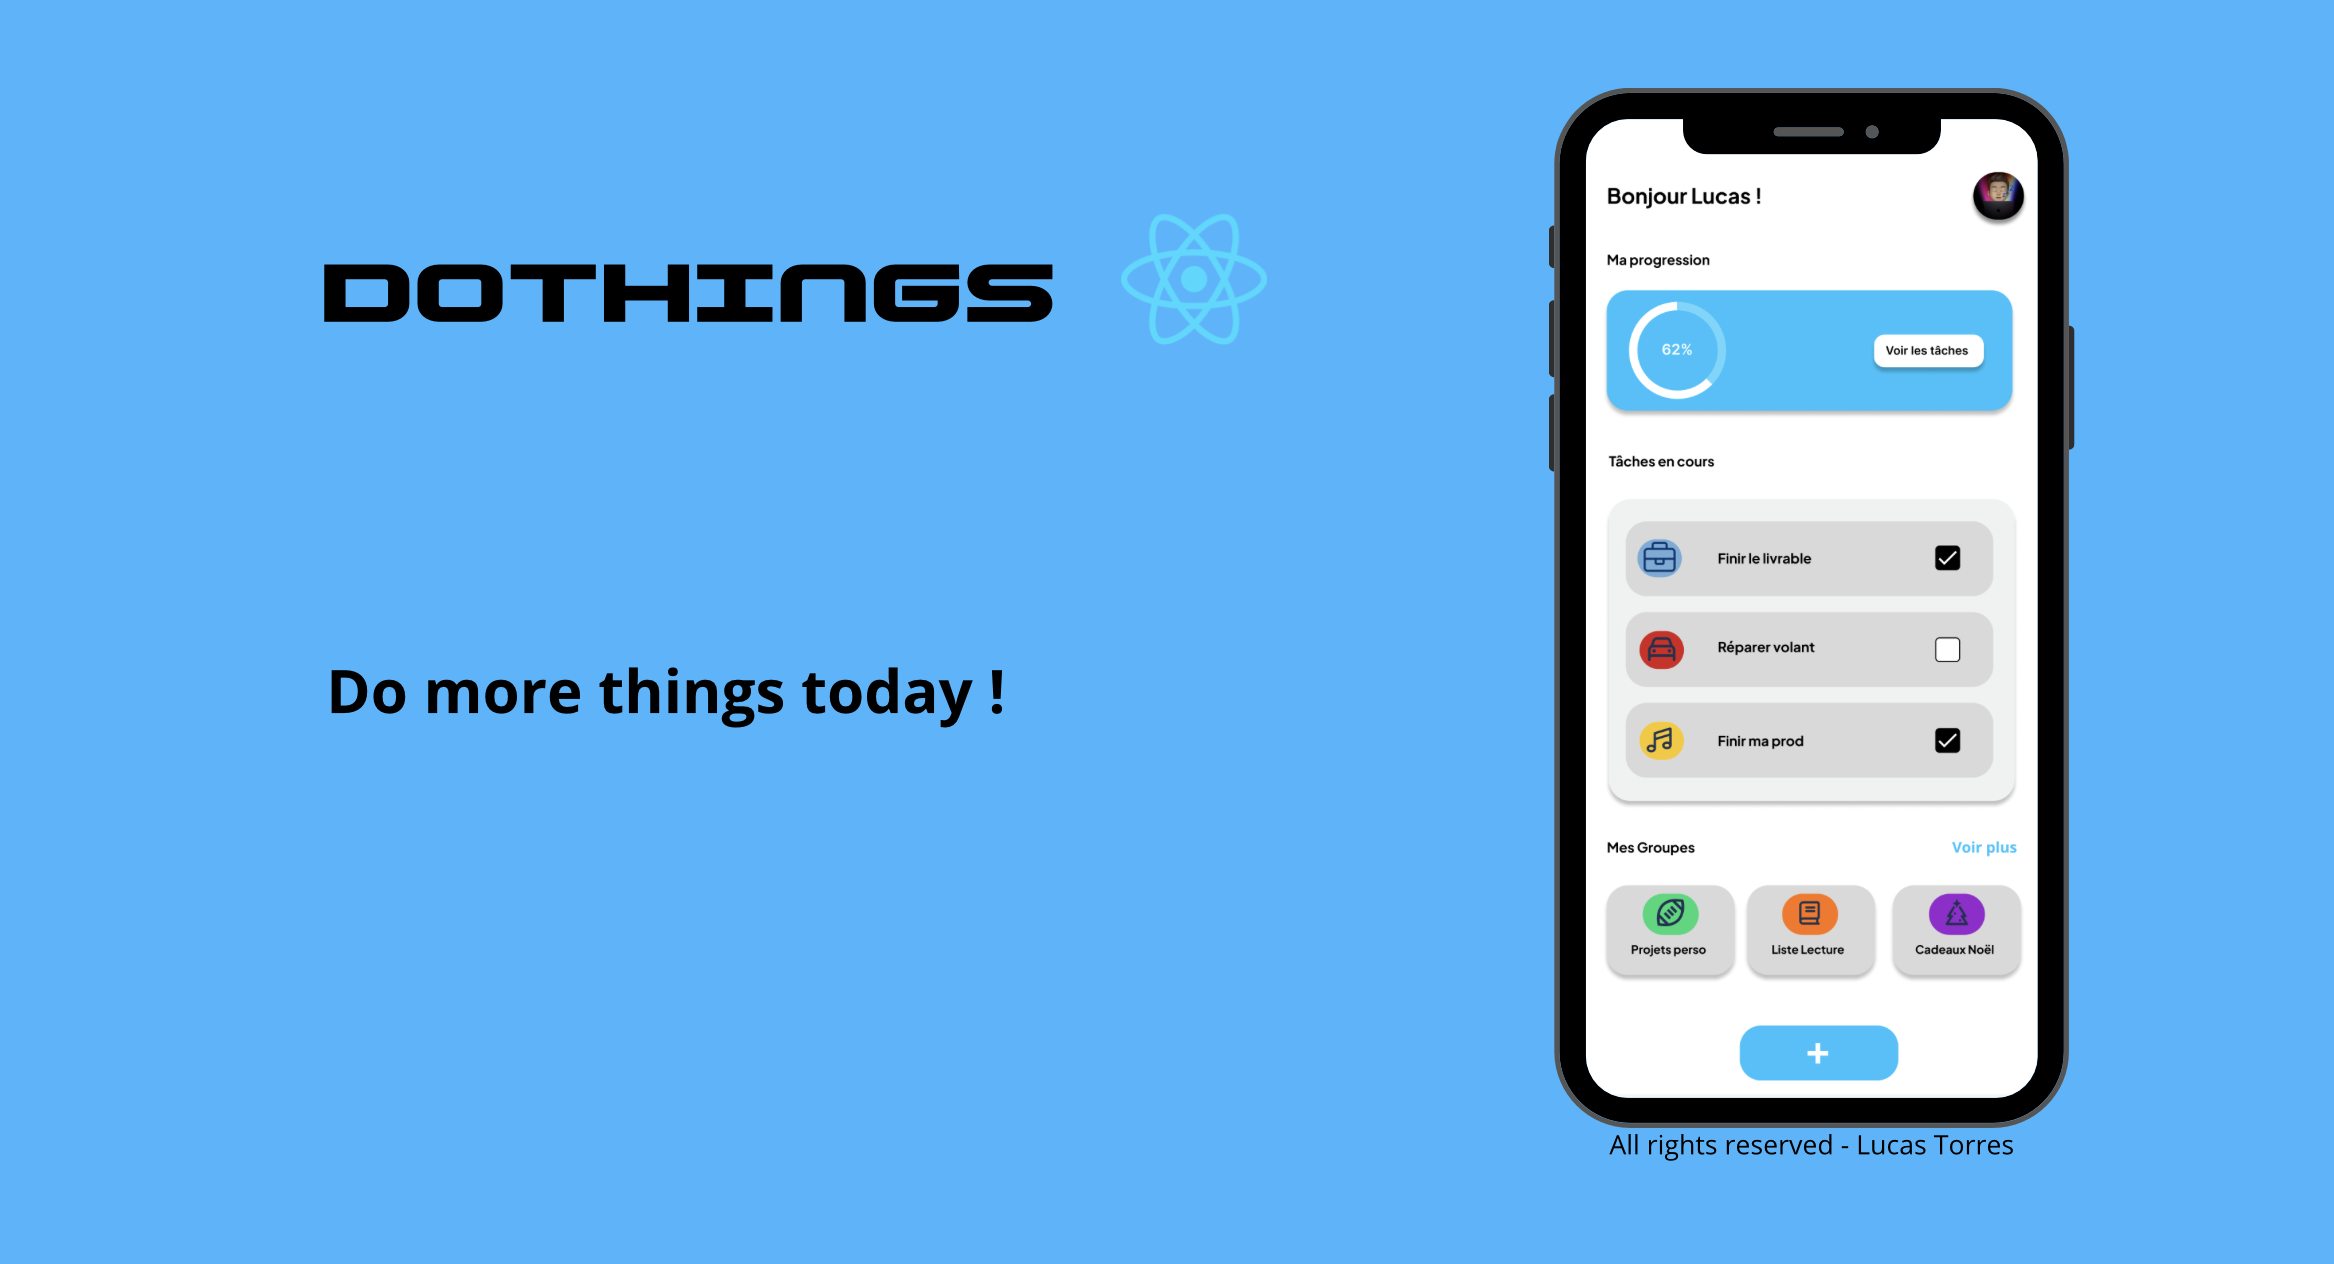 DOTHINGS
Do more things today !
Bonjour Lucas !
Ma progression
62%
Voir les tâches
Tâches en cours
Finir le livrable
Réparer volant
Finir ma prod
Mes Groupes
Voir plus
Projets perso
Liste Lecture
Cadeaux Noël
+
All rights reserved - Lucas Torres